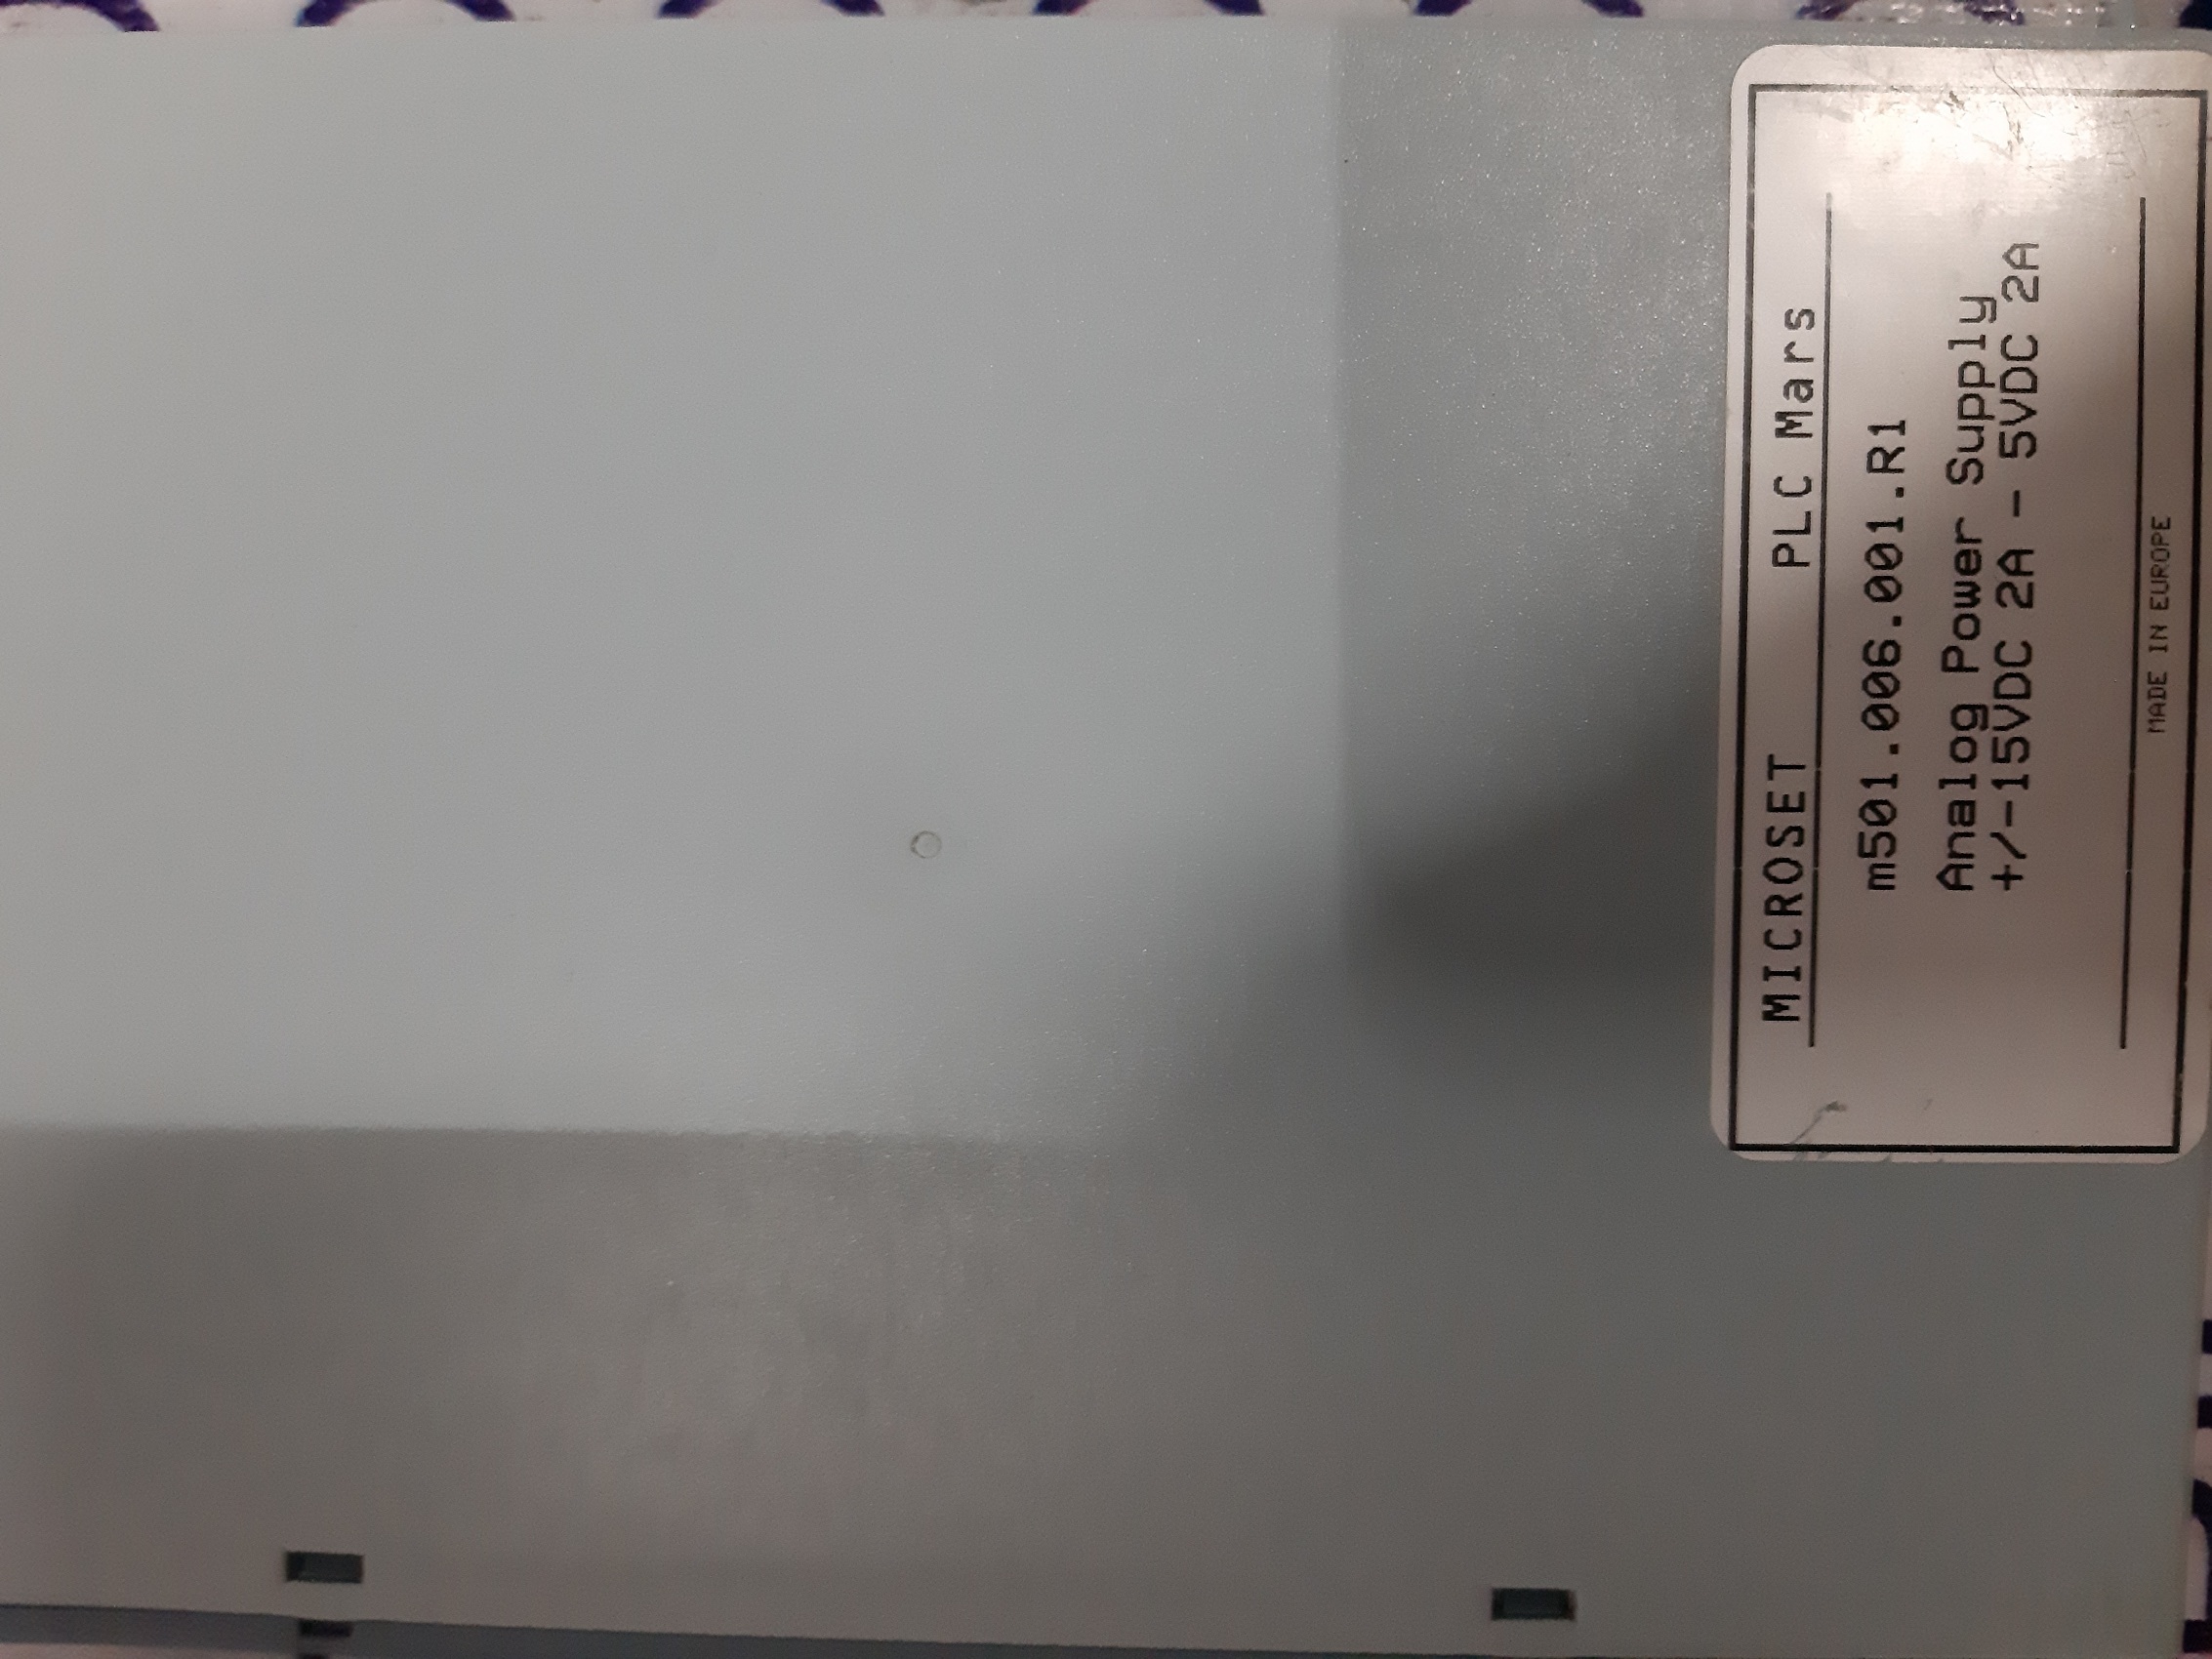 MICROSET PLC Mars
m501.006.001.R1
Analog Power Supply
+/-15VDC 2A - 5VDC 2A
MADE IN EUROPE